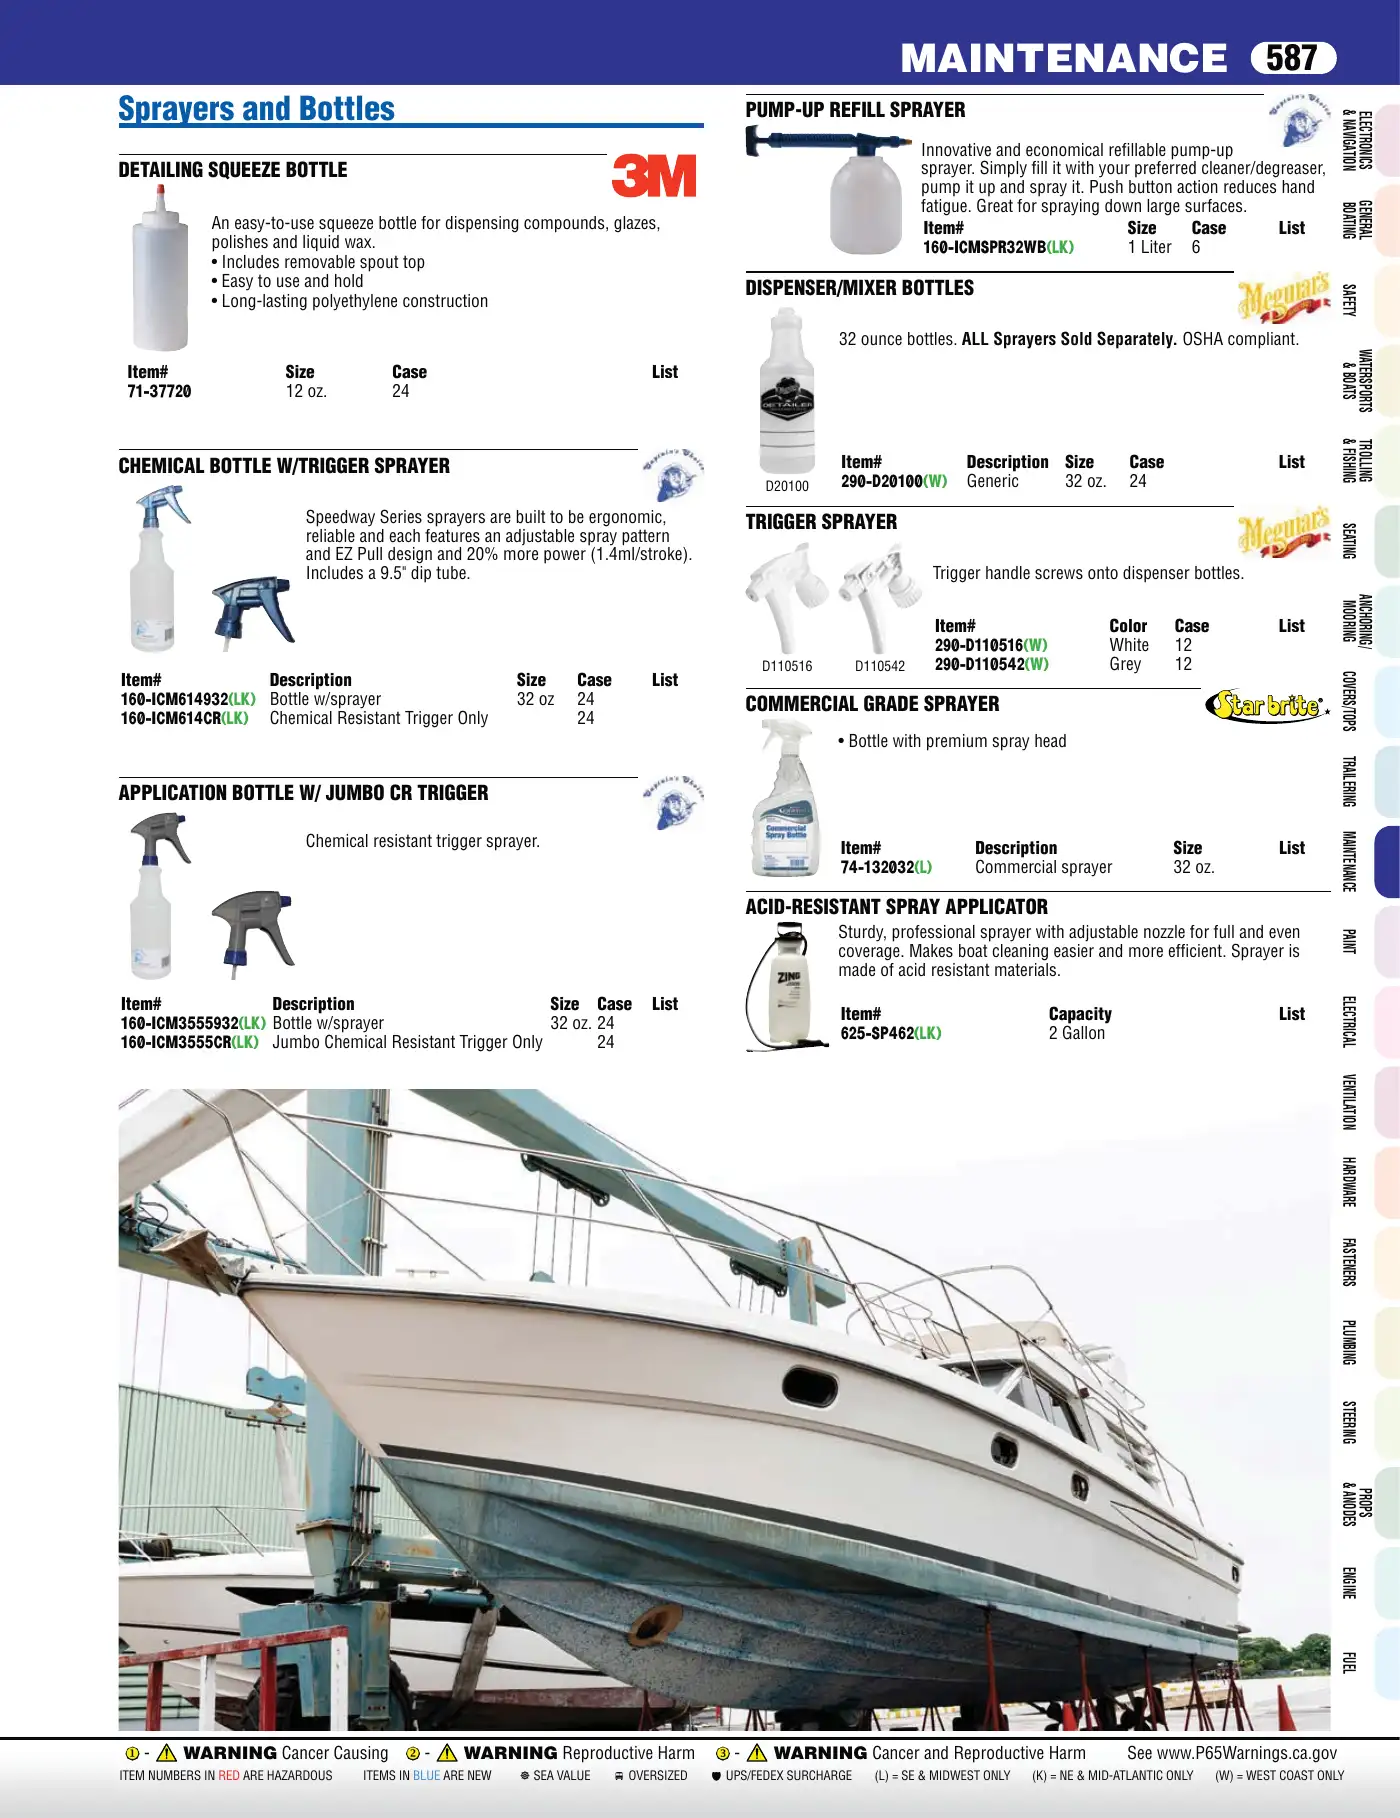 MAINTENANCE 587
Sprayers and Bottles
DETAILING SQUEEZE BOTTLE
3M
An easy-to-use squeeze bottle for dispensing compounds, glazes,
polishes and liquid wax.
• Includes removable spout top
• Easy to use and hold
• Long-lasting polyethylene construction
Item# Size Case List
71-37720 12 oz. 24
CHEMICAL BOTTLE W/TRIGGER SPRAYER
Captain's Choice
Speedway Series sprayers are built to be ergonomic,
reliable and each features an adjustable spray pattern
and EZ Pull design and 20% more power (1.4ml/stroke).
Includes a 9.5" dip tube.
Item# Description Size Case List
160-ICM614932(LK) Bottle w/sprayer 32 oz 24
160-ICM614CR(LK) Chemical Resistant Trigger Only 24
APPLICATION BOTTLE W/ JUMBO CR TRIGGER
Captain's Choice
Chemical resistant trigger sprayer.
Item# Description Size Case List
160-ICM3555932(LK) Bottle w/sprayer 32 oz. 24
160-ICM3555CR(LK) Jumbo Chemical Resistant Trigger Only 24
PUMP-UP REFILL SPRAYER
Captain's Choice
Innovative and economical refillable pump-up
sprayer. Simply fill it with your preferred cleaner/degreaser,
pump it up and spray it. Push button action reduces hand
fatigue. Great for spraying down large surfaces.
Item# Size Case List
160-ICMSPR32WB(LK) 1 Liter 6
DISPENSER/MIXER BOTTLES
Meguiar's
32 ounce bottles. ALL Sprayers Sold Separately. OSHA compliant.
DETAILER
D20100
Item# Description Size Case List
290-D20100(W) Generic 32 oz. 24
TRIGGER SPRAYER
Meguiar's
Trigger handle screws onto dispenser bottles.
D110516 D110542
Item# Color Case List
290-D110516(W) White 12
290-D110542(W) Grey 12
COMMERCIAL GRADE SPRAYER
Star brite
• Bottle with premium spray head
Commercial
Spray Bottle
Item# Description Size List
74-132032(L) Commercial sprayer 32 oz.
ACID-RESISTANT SPRAY APPLICATOR
Sturdy, professional sprayer with adjustable nozzle for full and even
coverage. Makes boat cleaning easier and more efficient. Sprayer is
made of acid resistant materials.
ZING
Item# Capacity List
625-SP462(LK) 2 Gallon
ELECTRONICS
& NAVIGATION
GENERAL
BOATING
SAFETY
WATERSPORTS
& BOATS
TROLLING
& FISHING
SEATING
ANCHORING/
MOORING
COVERS/TOPS
TRAILERING
MAINTENANCE
PAINT
ELECTRICAL
VENTILATION
HARDWARE
FASTENERS
PLUMBING
STEERING
PROPS
& ANODES
ENGINE
FUEL
1 - WARNING Cancer Causing 2 - WARNING Reproductive Harm 3 - WARNING Cancer and Reproductive Harm See www.P65Warnings.ca.gov
ITEM NUMBERS IN RED ARE HAZARDOUS ITEMS IN BLUE ARE NEW SEA VALUE OVERSIZED UPS/FEDEX SURCHARGE (L) = SE & MIDWEST ONLY (K) = NE & MID-ATLANTIC ONLY (W) = WEST COAST ONLY